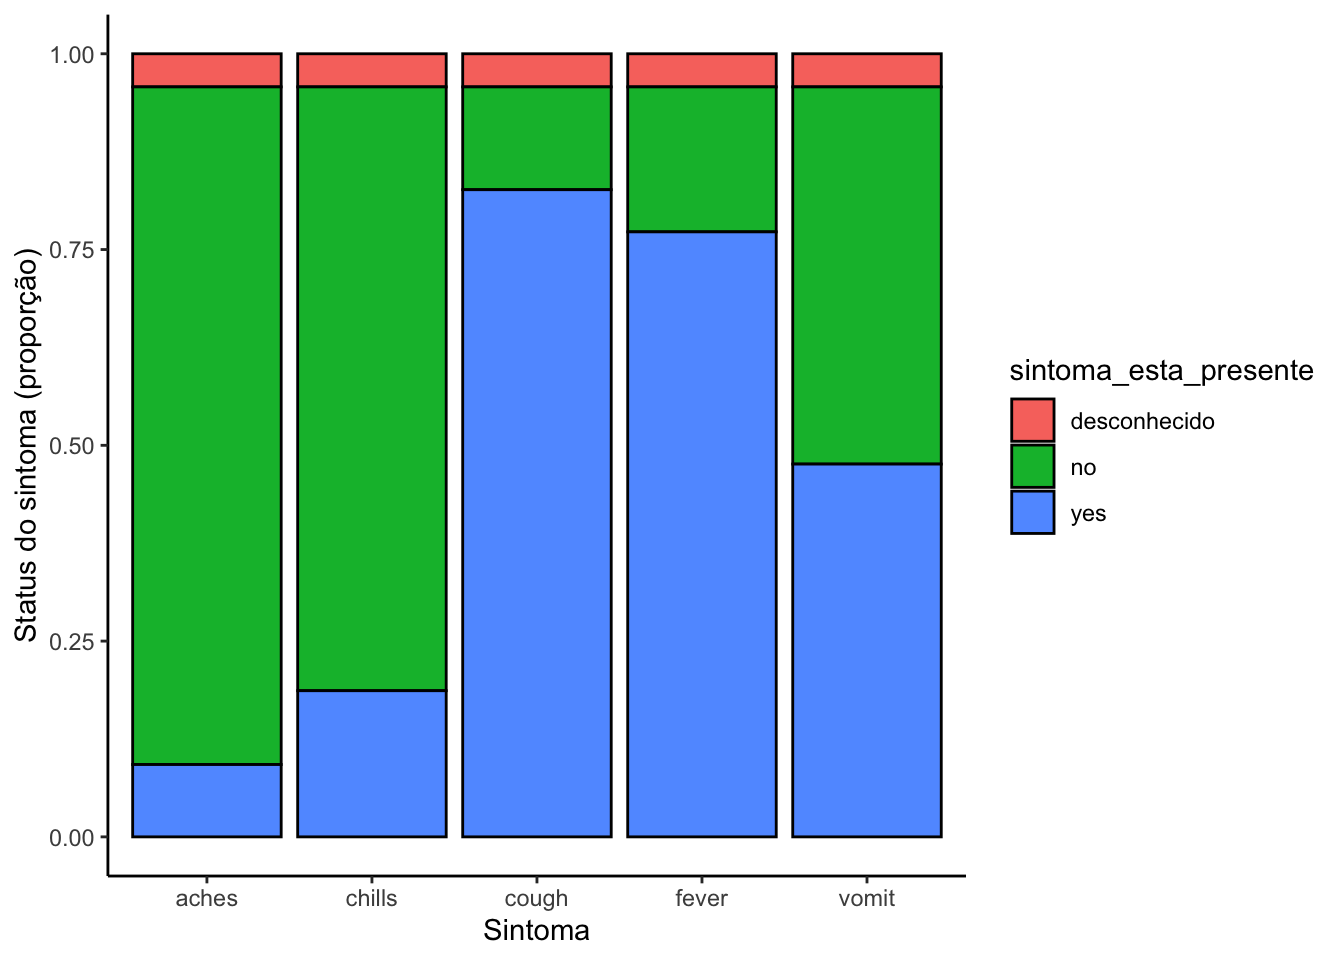 Status do sintoma (proporção)
1.00
0.75
0.50
0.25
0.00
aches
chills
cough
fever
vomit
Sintoma
sintoma_esta_presente
desconhecido
no
yes